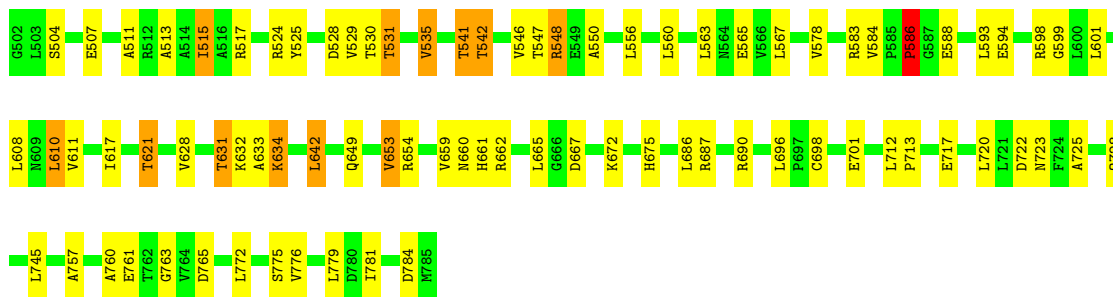 G502 L503 S504 E507 A511 R512 A513 A514 I515 A516 R517 R524 Y525 D528 V529 T530 T531 V535 T541 T542 V546 T547 R548 E549 A550 L556 L560 L563 N564 E565 V566 L567 V578 R583 V584 P585 P586 G587 E588 L593 E594 R598 G599 L600 L601
L608 N609 L610 V611 I617 T621 V628 T631 K632 A633 K634 L642 Q649 V653 R654 V659 N660 H661 R662 L665 G666 D667 K672 H675 L686 R687 R690 L696 P697 C698 E701 L712 P713 E717 L720 L721 D722 N723 F724 A725
L745 A757 A760 E761 T762 G763 V764 D765 L772 S775 V776 L779 D780 I781 D784 M785